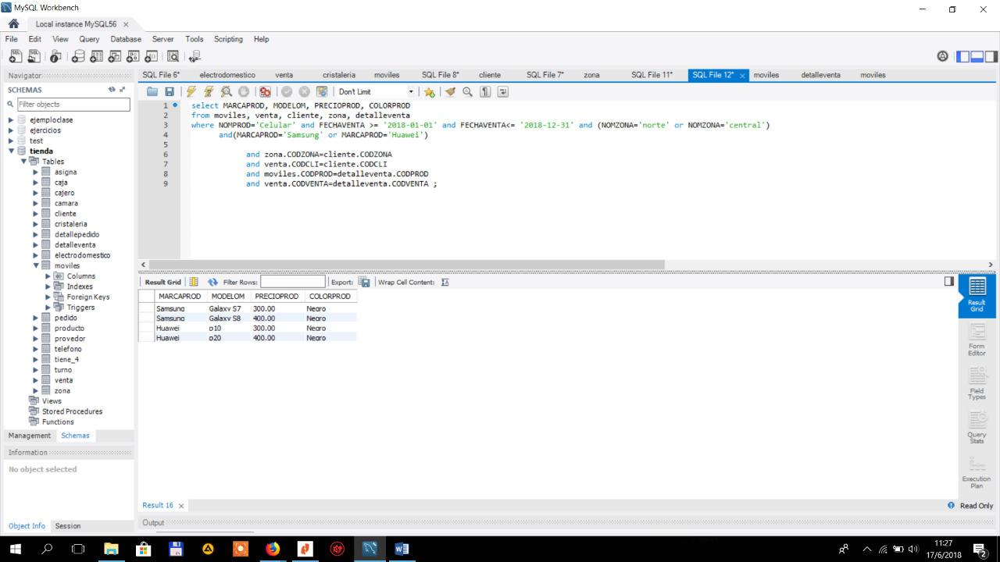 MySQL Workbench
Local instance MySQL56
File Edit View Query Database Server Tools Scripting Help
Navigator
SCHEMAS
Filter objects
ejemploclase
ejercicios
test
tienda
Tables
asigna
caja
cajero
camara
cliente
cristaleria
detallepedido
detalleventa
electrodomestico
moviles
Columns
Indexes
Foreign Keys
Triggers
pedido
producto
provedor
telefono
tiene_4
turno
venta
zona
Views
Stored Procedures
Functions
Management Schemas
Information
No object selected
Object Info Session
SQL File 6* electrodomestico venta cristaleria moviles SQL File 8* cliente SQL File 7* zona SQL File 11* SQL File 12* moviles detalleventa moviles
Don't Limit
1 select MARCAPROD, MODELOM, PRECIOPROD, COLORPROD
2 from moviles, venta, cliente, zona, detalleventa
3 where NOMPROD='Celular' and FECHAVENTA >= '2018-01-01' and FECHAVENTA<= '2018-12-31' and (NOMZONA='norte' or NOMZONA='central')
4 and(MARCAPROD='Samsung' or MARCAPROD='Huawei')
5
6 and zona.CODZONA=cliente.CODZONA
7 and venta.CODCLI=cliente.CODCLI
8 and moviles.CODPROD=detalleventa.CODPROD
9 and venta.CODVENTA=detalleventa.CODVENTA ;
Result Grid Filter Rows: Export: Wrap Cell Content:
MARCAPROD MODELOM PRECIOPROD COLORPROD
Samsung Galaxy S7 300.00 Negro
Samsung Galaxy S8 400.00 Negro
Huawei p10 300.00 Negro
Huawei p20 400.00 Negro
Result Grid
Form Editor
Field Types
Query Stats
Execution Plan
Result 16
Read Only
Output
11:27
17/6/2018
2